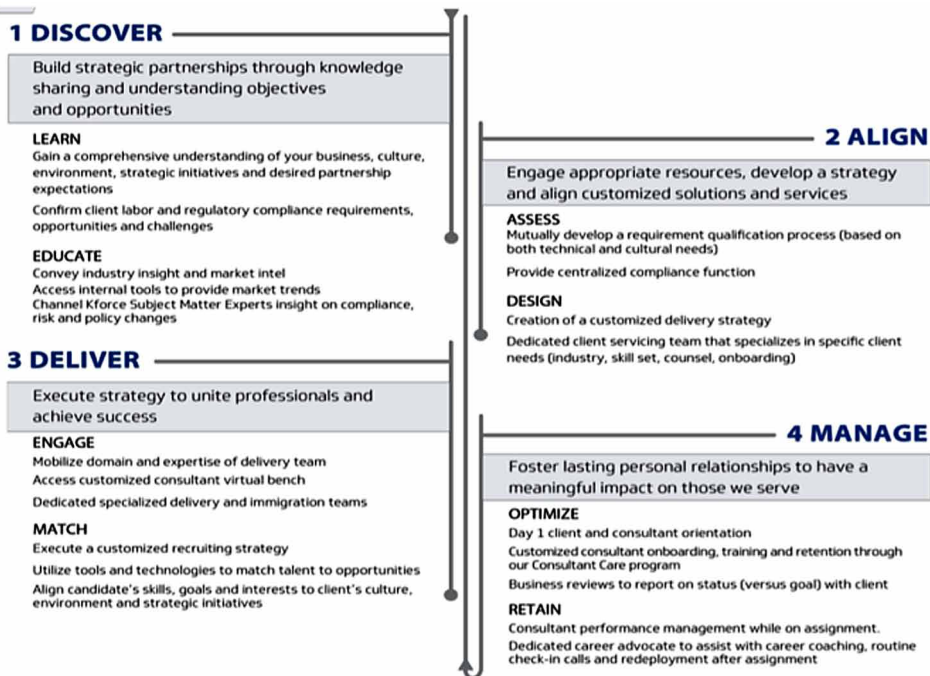 1 DISCOVER
Build strategic partnerships through knowledge
sharing and understanding objectives
and opportunities
LEARN
Gain a comprehensive understanding of your business, culture,
environment, strategic initiatives and desired partnership
expectations
Confirm client labor and regulatory compliance requirements,
opportunities and challenges
EDUCATE
Convey industry insight and market intel
Access internal tools to provide market trends
Channel Kforce Subject Matter Experts insight on compliance,
risk and policy changes
2 ALIGN
Engage appropriate resources, develop a strategy
and align customized solutions and services
ASSESS
Mutually develop a requirement qualification process (based on
both technical and cultural needs)
Provide centralized compliance function
DESIGN
Creation of a customized delivery strategy
Dedicated client servicing team that specializes in specific client
needs (industry, skill set, counsel, onboarding)
3 DELIVER
Execute strategy to unite professionals and
achieve success
ENGAGE
Mobilize domain and expertise of delivery team
Access customized consultant virtual bench
Dedicated specialized delivery and immigration teams
MATCH
Execute a customized recruiting strategy
Utilize tools and technologies to match talent to opportunities
Align candidate's skills, goals and interests to client's culture,
environment and strategic initiatives
4 MANAGE
Foster lasting personal relationships to have a
meaningful impact on those we serve
OPTIMIZE
Day 1 client and consultant orientation
Customized consultant onboarding, training and retention through
our Consultant Care program
Business reviews to report on status (versus goal) with client
RETAIN
Consultant performance management while on assignment.
Dedicated career advocate to assist with career coaching, routine
check-in calls and redeployment after assignment